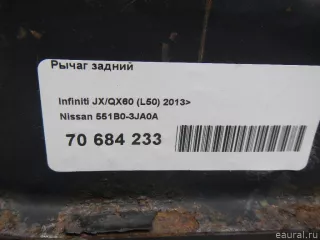 Рычаг задний
Infiniti JX/QX60 (L50) 2013>
Nissan 551B0-3JA0A
70 684 233
eaural.ru